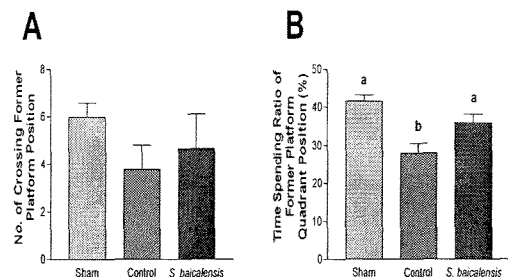 A
No. of Crossing Former
Platform Position
8
6
4
2
0
Sham
Control
S. baicalensis
B
Time Spending Ratio of
Former Platform
Quadrant Position (%)
50
40
30
20
10
0
a
b
a
Sham
Control
S. baicalensis